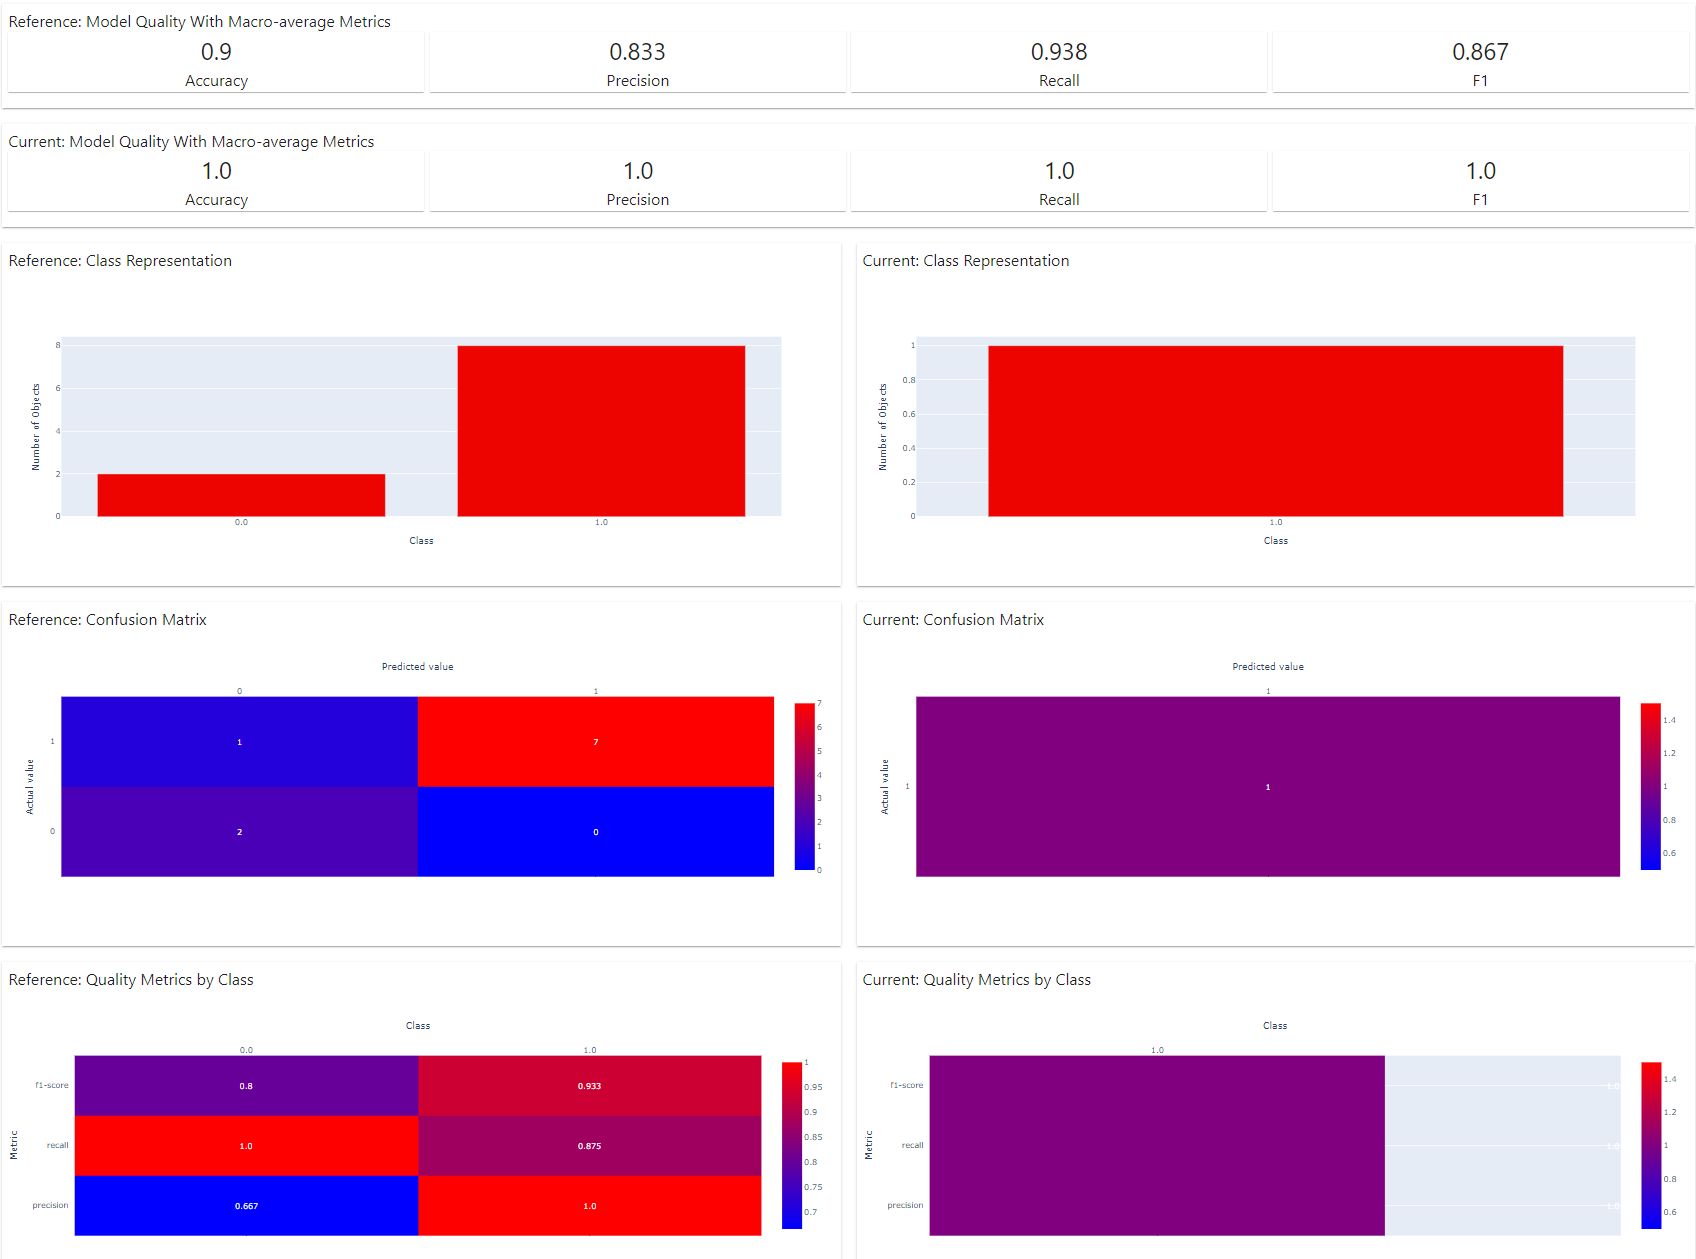 Reference: Model Quality With Macro-average Metrics
0.9 0.833 0.938 0.867
Accuracy Precision Recall F1
Current: Model Quality With Macro-average Metrics
1.0 1.0 1.0 1.0
Accuracy Precision Recall F1
Reference: Class Representation
8
6
4
2
0
Number of Objects
0.0 1.0
Class
Current: Class Representation
1
0.8
0.6
0.4
0.2
0
Number of Objects
1.0
Class
Reference: Confusion Matrix
Predicted value
0 1
Actual value
1 1 7
0 2 0
7
6
5
4
3
2
1
0
Current: Confusion Matrix
Predicted value
1
Actual value
1 1
1.4
1.2
1
0.8
0.6
Reference: Quality Metrics by Class
Class
0.0 1.0
Metric
f1-score 0.8 0.933
recall 1.0 0.875
precision 0.667 1.0
1
0.95
0.9
0.85
0.8
0.75
0.7
Current: Quality Metrics by Class
Class
1.0
Metric
f1-score 1.0
recall 1.0
precision 1.0
1.4
1.2
1
0.8
0.6